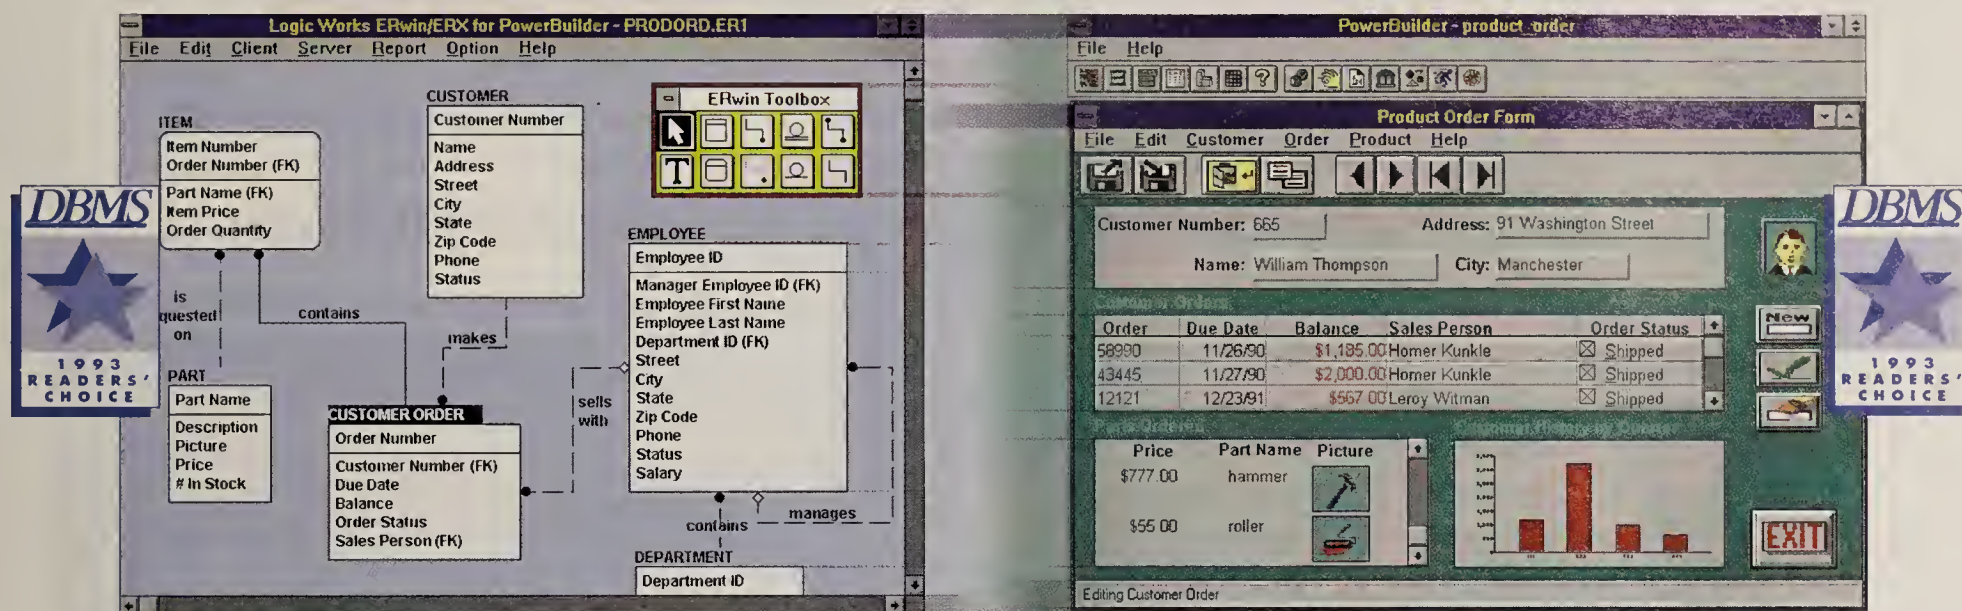 Logic Works ERwin/ERX for PowerBuilder - PRODORD.ER1
File Edit Client Server Report Option Help
ERwin Toolbox
T
ITEM
Item Number
Order Number (FK)
Part Name (FK)
Item Price
Order Quantity
CUSTOMER
Customer Number
Name
Address
Street
City
State
Zip Code
Phone
Status
EMPLOYEE
Employee ID
Manager Employee ID (FK)
Employee First Name
Employee Last Name
Department ID (FK)
Street
City
State
Zip Code
Phone
Status
Salary
is
quested
on
contains
makes
sells
with
contains
manages
PART
Part Name
Description
Picture
Price
# In Stock
CUSTOMER ORDER
Order Number
Customer Number (FK)
Due Date
Balance
Order Status
Sales Person (FK)
DEPARTMENT
Department ID
DBMS
1993
READERS'
CHOICE
PowerBuilder - product_order
File Help
Product Order Form
File Edit Customer Order Product Help
Customer Number: 665 Address: 91 Washington Street
Name: William Thompson City: Manchester
Customer Orders
Order Due Date Balance Sales Person Order Status
58990 11/26/90 $1,185.00 Homer Kunkle Shipped
43445 11/27/90 $2,000.00 Homer Kunkle Shipped
12121 12/23/91 $567.00 Leroy Witman Shipped
Parts Ordered
Customer History by Quarter
Price Part Name Picture
$777.00 hammer
$55.00 roller
New
EXIT
Editing Customer Order
DBMS
1993
READERS'
CHOICE